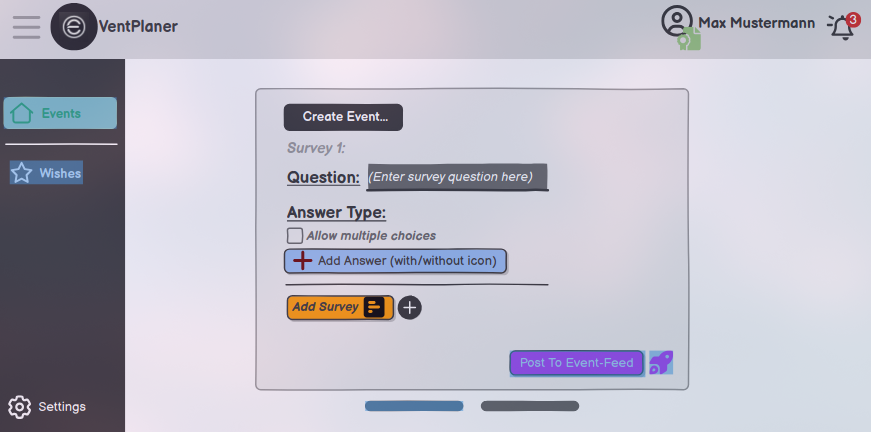 VentPlaner
Max Mustermann
3
Events
Wishes
Settings
Create Event...
Survey 1:
Question: (Enter survey question here)
Answer Type:
Allow multiple choices
Add Answer (with/without icon)
Add Survey
Post To Event-Feed